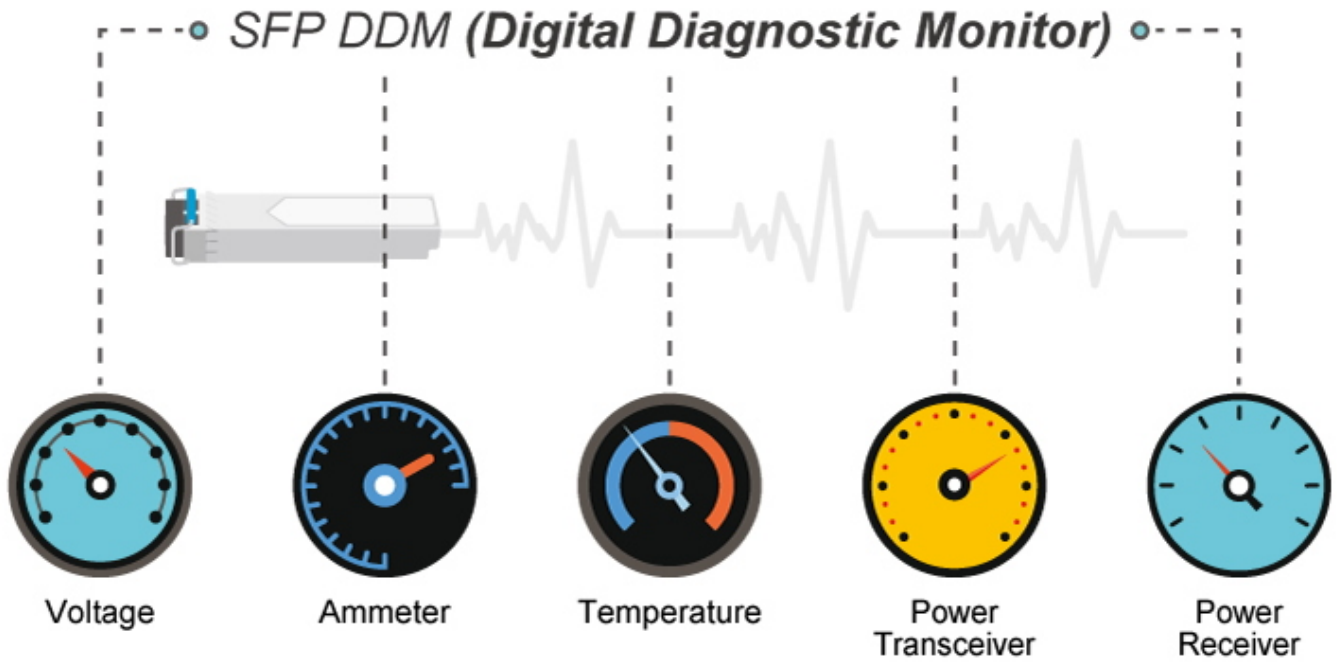 SFP DDM (Digital Diagnostic Monitor)
Voltage
Ammeter
Temperature
Power
Transceiver
Power
Receiver